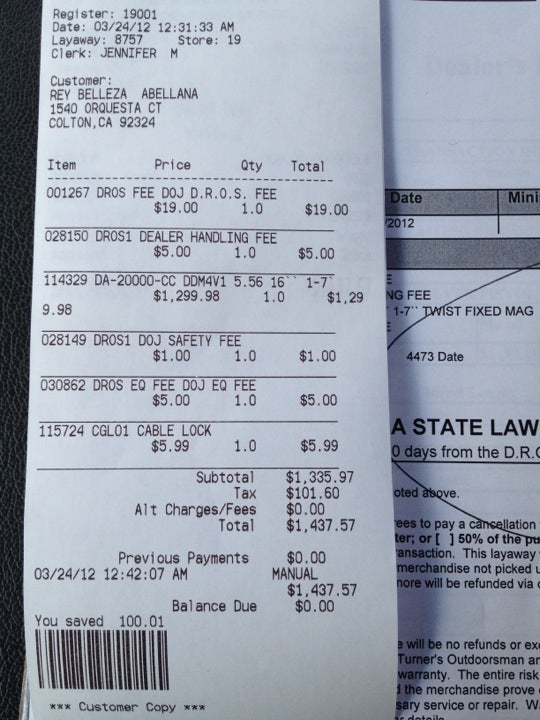 Register: 19001
Date: 03/24/12 12:31:33 AM
Layaway: 8757 Store: 19
Clerk: JENNIFER M
Customer:
REY BELLEZA ABELLANA
1540 ORQUESTA CT
COLTON,CA 92324
Item Price Qty Total
001267 DROS FEE DOJ D.R.O.S. FEE
$19.00 1.0 $19.00
028150 DROS1 DEALER HANDLING FEE
$5.00 1.0 $5.00
114329 DA-20000-CC DDM4V1 5.56 16`` 1-7`
$1,299.98 1.0 $1,29
9.98
028149 DROS1 DOJ SAFETY FEE
$1.00 1.0 $1.00
030862 DROS EQ FEE DOJ EQ FEE
$5.00 1.0 $5.00
115724 CGL01 CABLE LOCK
$5.99 1.0 $5.99
Subtotal $1,335.97
Tax $101.60
Alt Charges/Fees $0.00
Total $1,437.57
Previous Payments $0.00
03/24/12 12:42:07 AM MANUAL
$1,437.57
Balance Due $0.00
You saved 100.01
*** Customer Copy ***
Date Mini
/2012
E
NG FEE
1-7`` TWIST FIXED MAG
E
4473 Date
A STATE LAW
0 days from the D.R.O
oted above.
rees to pay a cancellation
ter; or [ ] 50% of the pu
ransaction. This layaway
merchandise not picked u
more will be refunded via
e will be no refunds or ex
Turner's Outdoorsman ar
warranty. The entire risk
d the merchandise prove
sary service or repair. W
or details.